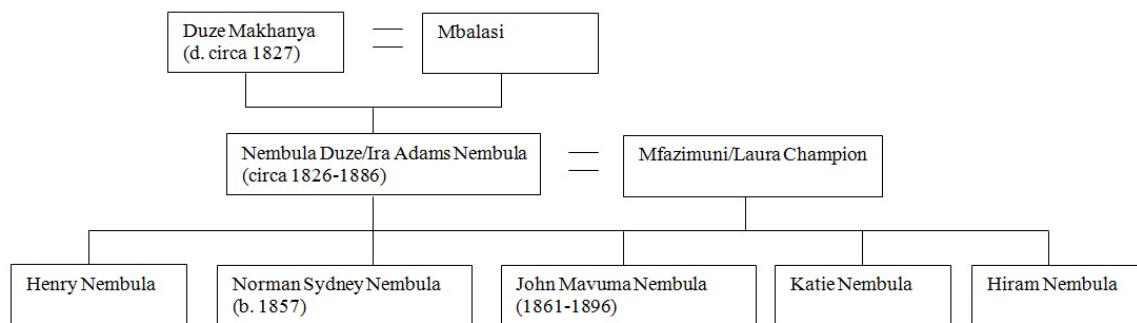 Duze Makhanya
(d. circa 1827)
Mbalasi
Nembula Duze/Ira Adams Nembula
(circa 1826-1886)
Mfazimuni/Laura Champion
Henry Nembula
Norman Sydney Nembula
(b. 1857)
John Mavuma Nembula
(1861-1896)
Katie Nembula
Hiram Nembula